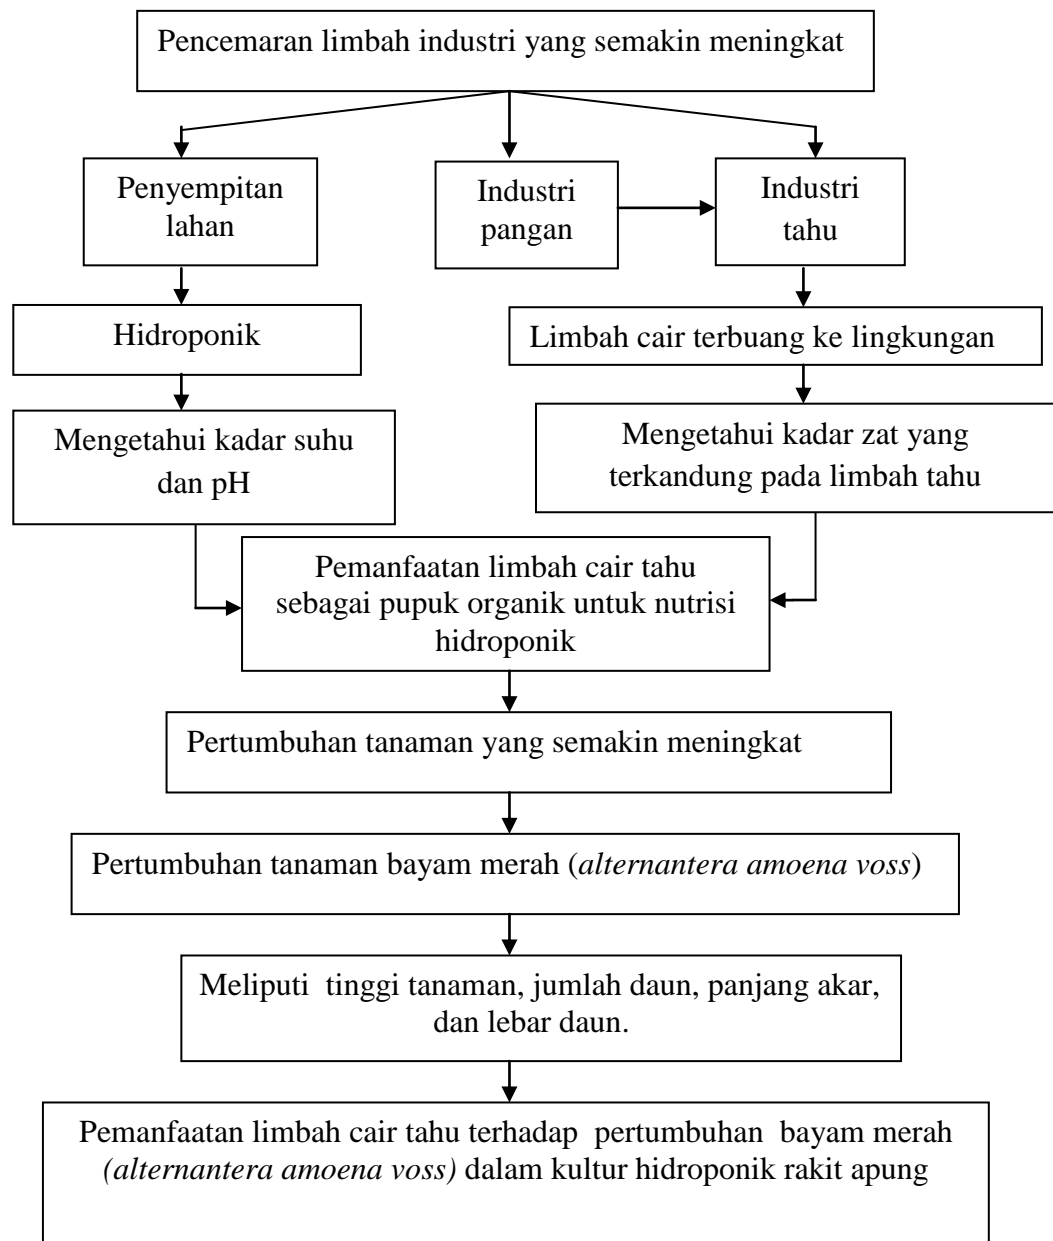 Pencemaran limbah industri yang semakin meningkat
Penyempitan
lahan
Industri
pangan
Industri
tahu
Hidroponik
Limbah cair terbuang ke lingkungan
Mengetahui kadar suhu
dan pH
Mengetahui kadar zat yang
terkandung pada limbah tahu
Pemanfaatan limbah cair tahu
sebagai pupuk organik untuk nutrisi
hidroponik
Pertumbuhan tanaman yang semakin meningkat
Pertumbuhan tanaman bayam merah (alternantera amoena voss)
Meliputi tinggi tanaman, jumlah daun, panjang akar,
dan lebar daun.
Pemanfaatan limbah cair tahu terhadap pertumbuhan bayam merah
(alternantera amoena voss) dalam kultur hidroponik rakit apung